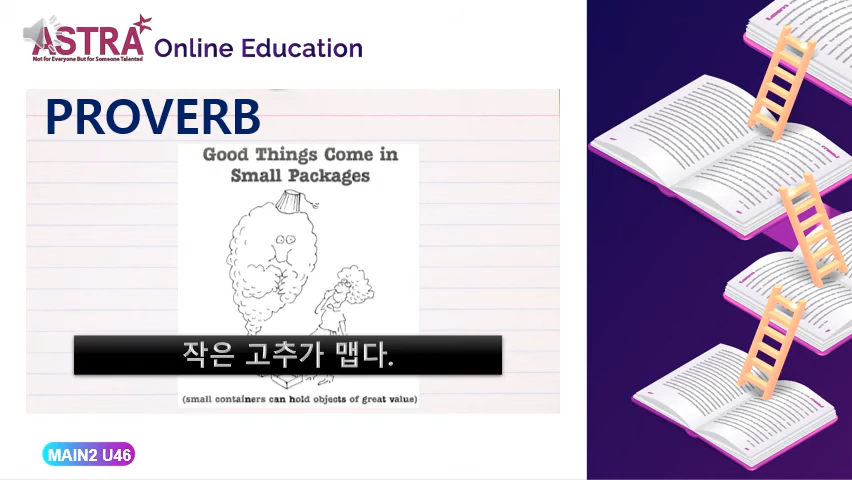 ASTRA Online Education
Not for Everyone But for Someone Talented
PROVERB
Good Things Come in
Small Packages
작은 고추가 맵다.
(small containers can hold objects of great value)
MAIN2 U46